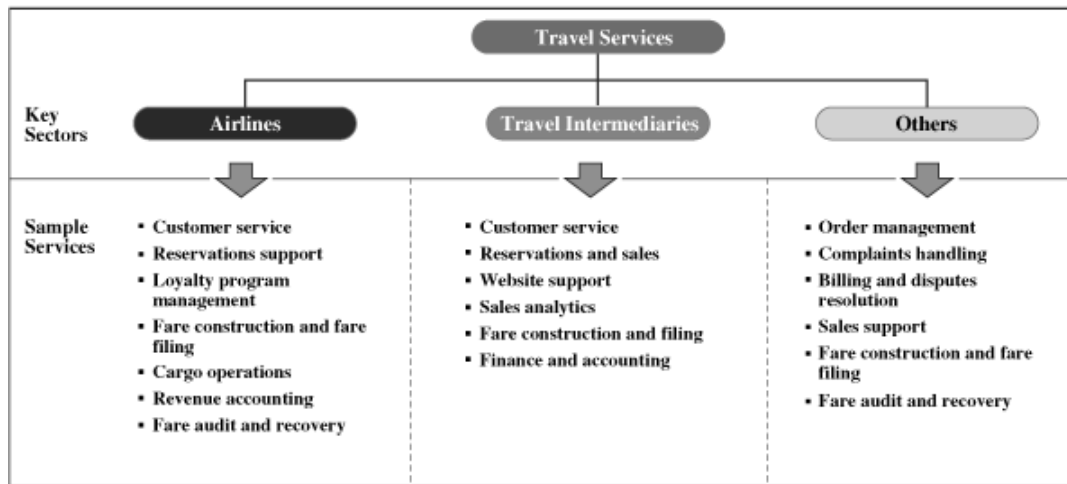 Travel Services
Key
Sectors
Airlines
Travel Intermediaries
Others
Sample
Services
▪ Customer service
▪ Reservations support
▪ Loyalty program
management
▪ Fare construction and fare
filing
▪ Cargo operations
▪ Revenue accounting
▪ Fare audit and recovery
▪ Customer service
▪ Reservations and sales
▪ Website support
▪ Sales analytics
▪ Fare construction and filing
▪ Finance and accounting
▪ Order management
▪ Complaints handling
▪ Billing and disputes
resolution
▪ Sales support
▪ Fare construction and fare
filing
▪ Fare audit and recovery